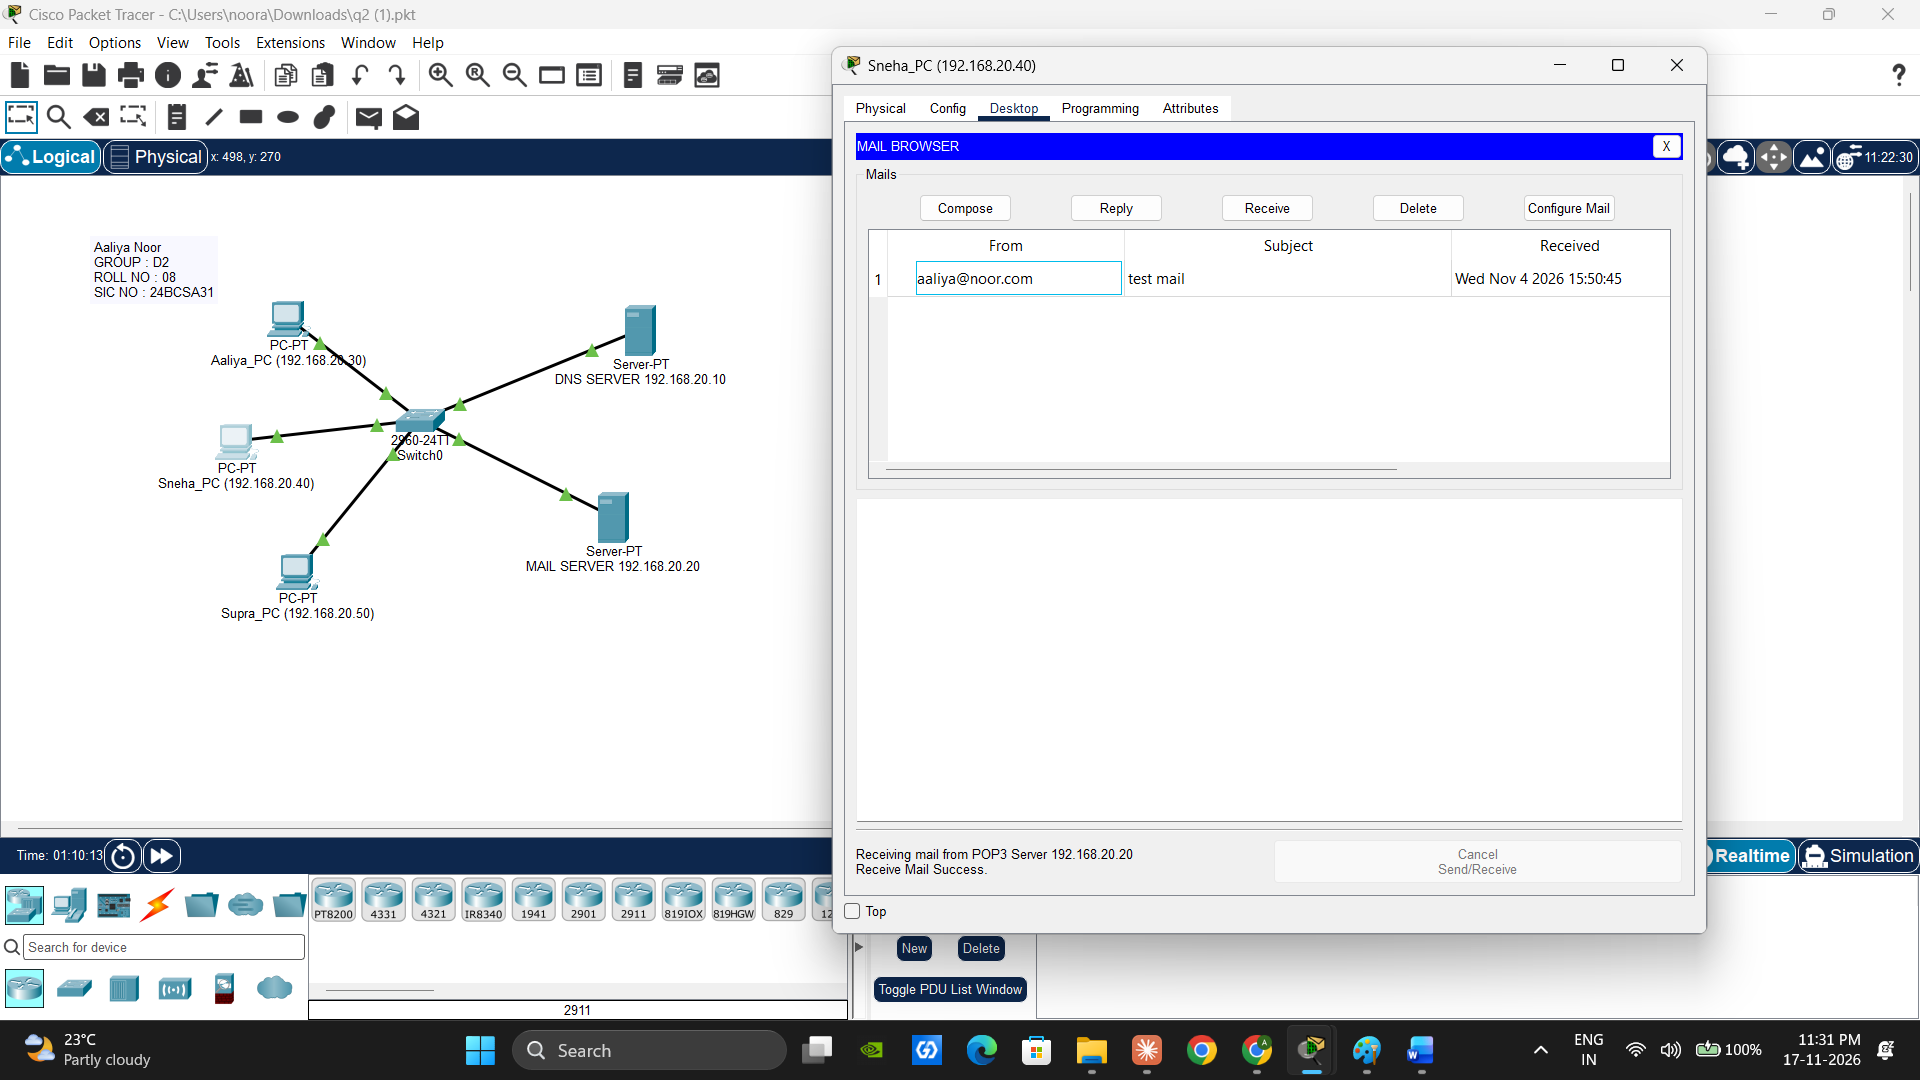 Cisco Packet Tracer - C:\Users\noora\Downloads\q2 (1).pkt
File Edit Options View Tools Extensions Window Help
Logical Physical x: 498, y: 270
11:22:30
Aaliya Noor
GROUP : D2
ROLL NO : 08
SIC NO : 24BCSA31
PC-PT
Aaliya_PC (192.168.20.30)
Server-PT
DNS SERVER 192.168.20.10
2960-24TT
Switch0
PC-PT
Sneha_PC (192.168.20.40)
Server-PT
MAIL SERVER 192.168.20.20
PC-PT
Supra_PC (192.168.20.50)
Sneha_PC (192.168.20.40)
Physical Config Desktop Programming Attributes
MAIL BROWSER X
Mails
Compose Reply Receive Delete Configure Mail
From Subject Received
1 aaliya@noor.com test mail Wed Nov 4 2026 15:50:45
Receiving mail from POP3 Server 192.168.20.20
Receive Mail Success.
Cancel
Send/Receive
Top
Time: 01:10:13
Realtime Simulation
PT8200 4331 4321 IR8340 1941 2901 2911 819IOX 819HGW 829 12
Search for device
New Delete
Toggle PDU List Window
2911
23°C
Partly cloudy
Search
ENG
IN
100%
11:31 PM
17-11-2026